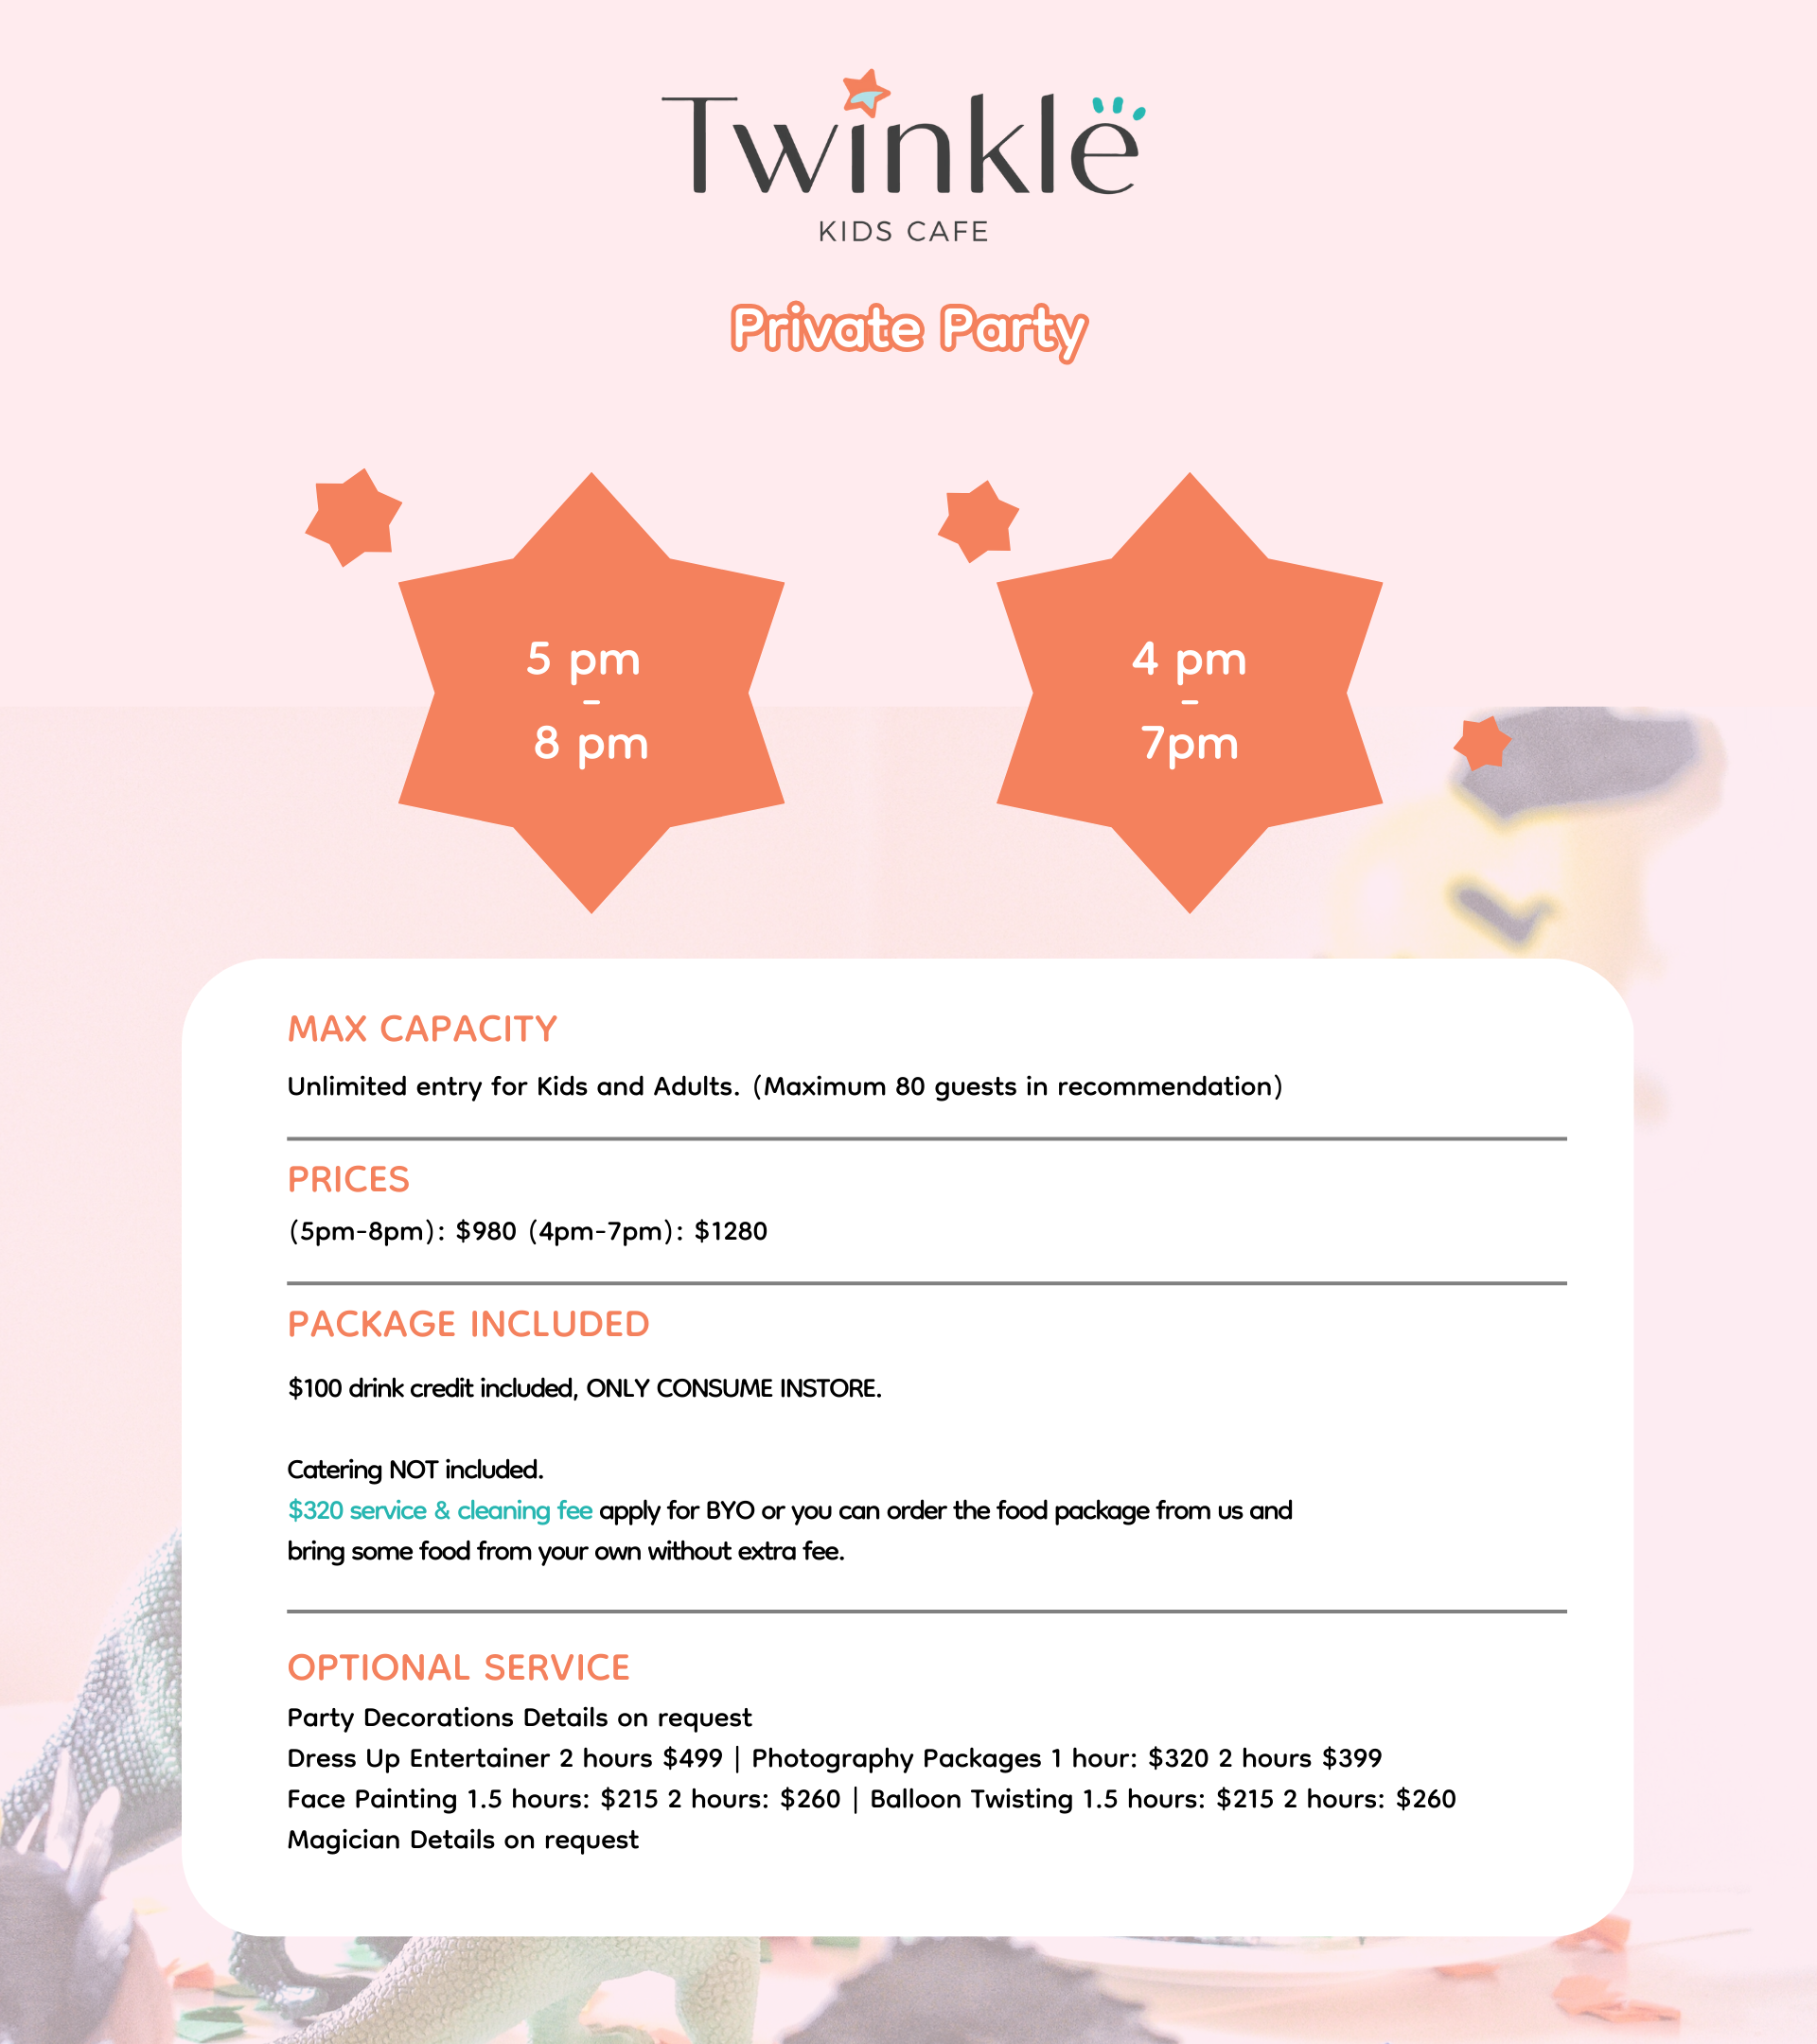 Twinkle
KIDS CAFE
Private Party
5 pm
–
8 pm
4 pm
–
7pm
MAX CAPACITY
Unlimited entry for Kids and Adults. (Maximum 80 guests in recommendation)
PRICES
(5pm-8pm): $980 (4pm-7pm): $1280
PACKAGE INCLUDED
$100 drink credit included, ONLY CONSUME INSTORE.
Catering NOT included.
$320 service & cleaning fee apply for BYO or you can order the food package from us and
bring some food from your own without extra fee.
OPTIONAL SERVICE
Party Decorations Details on request
Dress Up Entertainer 2 hours $499 | Photography Packages 1 hour: $320 2 hours $399
Face Painting 1.5 hours: $215 2 hours: $260 | Balloon Twisting 1.5 hours: $215 2 hours: $260
Magician Details on request